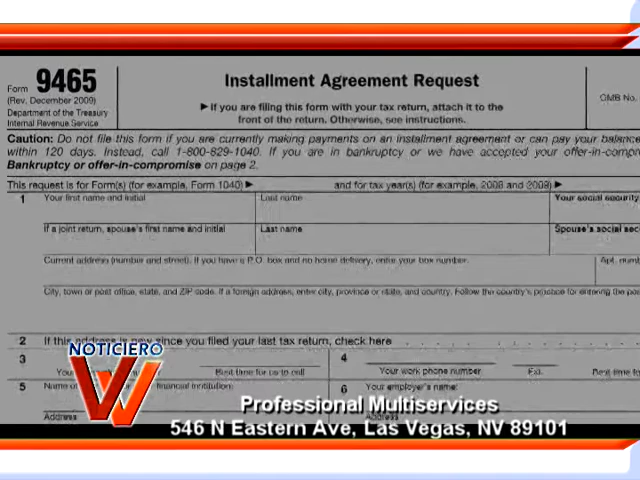 Form 9465
(Rev. December 2009)
Department of the Treasury
Internal Revenue Service
Installment Agreement Request
►If you are filing this form with your tax return, attach it to the
front of the return. Otherwise, see instructions.
OMB No.
Caution: Do not file this form if you are currently making payments on an installment agreement or can pay your balance
within 120 days. Instead, call 1-800-829-1040. If you are in bankruptcy or we have accepted your offer-in-compro
Bankruptcy or offer-in-compromise on page 2.
This request is for Form(s) (for example, Form 1040) ► and for tax year(s) (for example, 2008 and 2009) ►
1 Your first name and initial Last name Your social security
If a joint return, spouse's first name and initial Last name Spouse's social sec
Current address (number and street). If you have a P.O. box and no home delivery, enter your box number. Apt. numb
City, town or post office, state, and ZIP code. If a foreign address, enter city, province or state, and country. Follow the country's practice for entering the pos
2 If this address is new since you filed your last tax return, check here
3 Best time for us to call 4 Your work phone number Ext. Best time fo
5 Name of financial institution: 6 Your employer's name:
Address Address
NOTICIERO
VV
Professional Multiservices
546 N Eastern Ave, Las Vegas, NV 89101